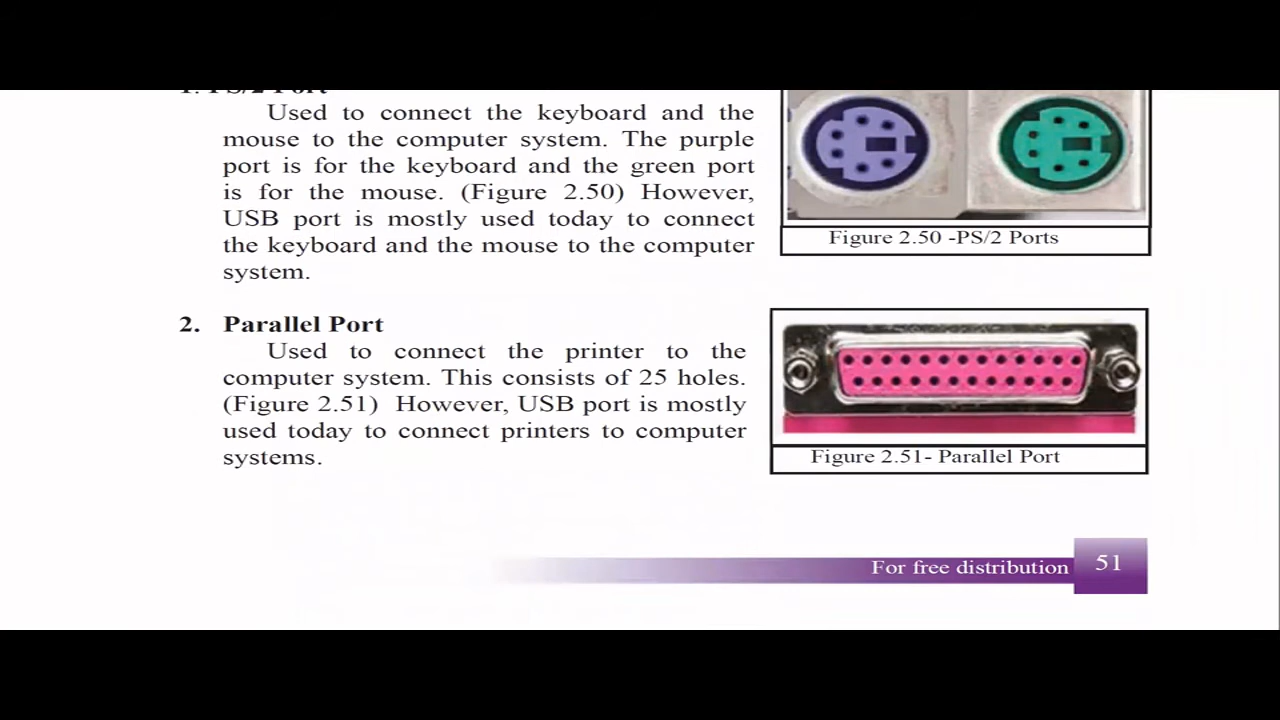 1. PS/2 Port
Used to connect the keyboard and the
mouse to the computer system. The purple
port is for the keyboard and the green port
is for the mouse. (Figure 2.50) However,
USB port is mostly used today to connect
the keyboard and the mouse to the computer
system.
Figure 2.50 -PS/2 Ports
2. Parallel Port
Used to connect the printer to the
computer system. This consists of 25 holes.
(Figure 2.51) However, USB port is mostly
used today to connect printers to computer
systems.
Figure 2.51- Parallel Port
For free distribution 51